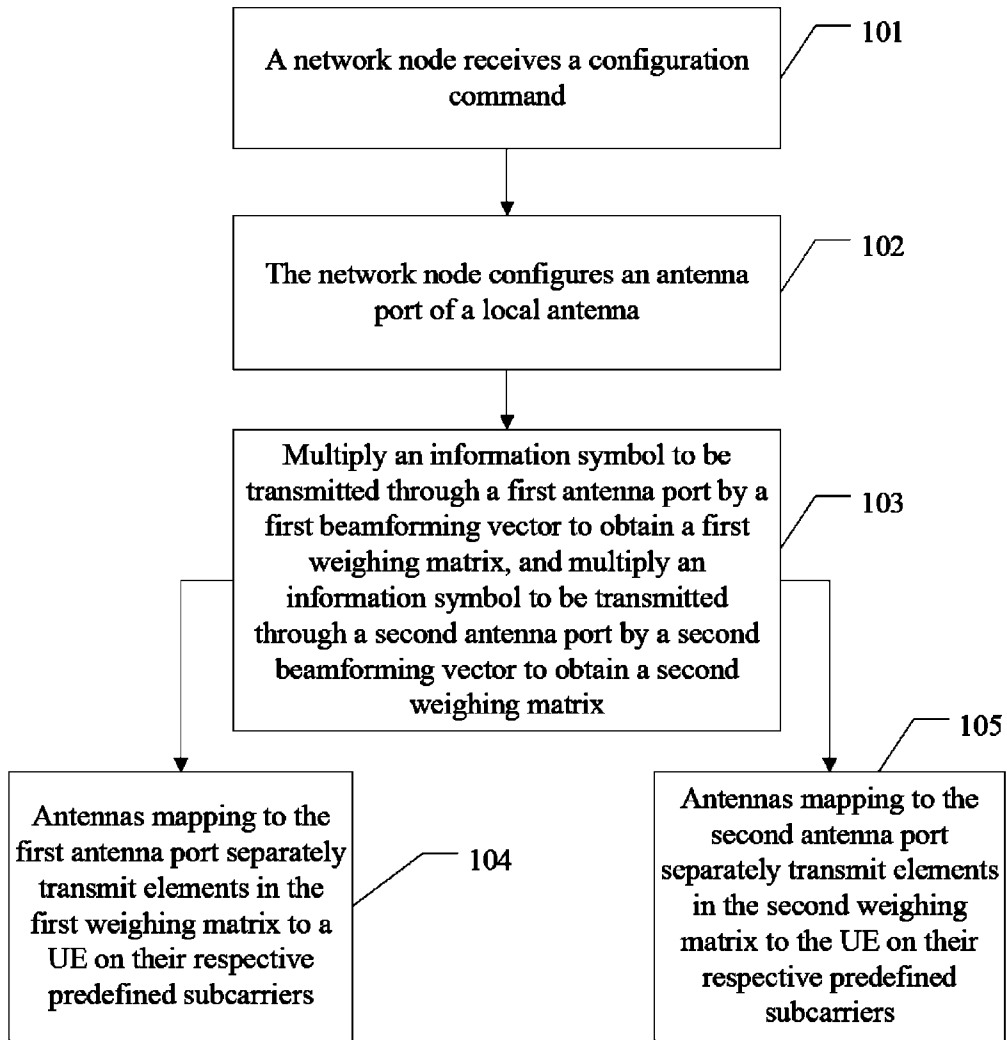 A network node receives a configuration
command
101
The network node configures an antenna
port of a local antenna
102
Multiply an information symbol to be
transmitted through a first antenna port by a
first beamforming vector to obtain a first
weighing matrix, and multiply an
information symbol to be transmitted
through a second antenna port by a second
beamforming vector to obtain a second
weighing matrix
103
Antennas mapping to the
first antenna port separately
transmit elements in the
first weighing matrix to a
UE on their respective
predefined subcarriers
104
Antennas mapping to the
second antenna port
separately transmit elements
in the second weighing
matrix to the UE on their
respective predefined
subcarriers
105